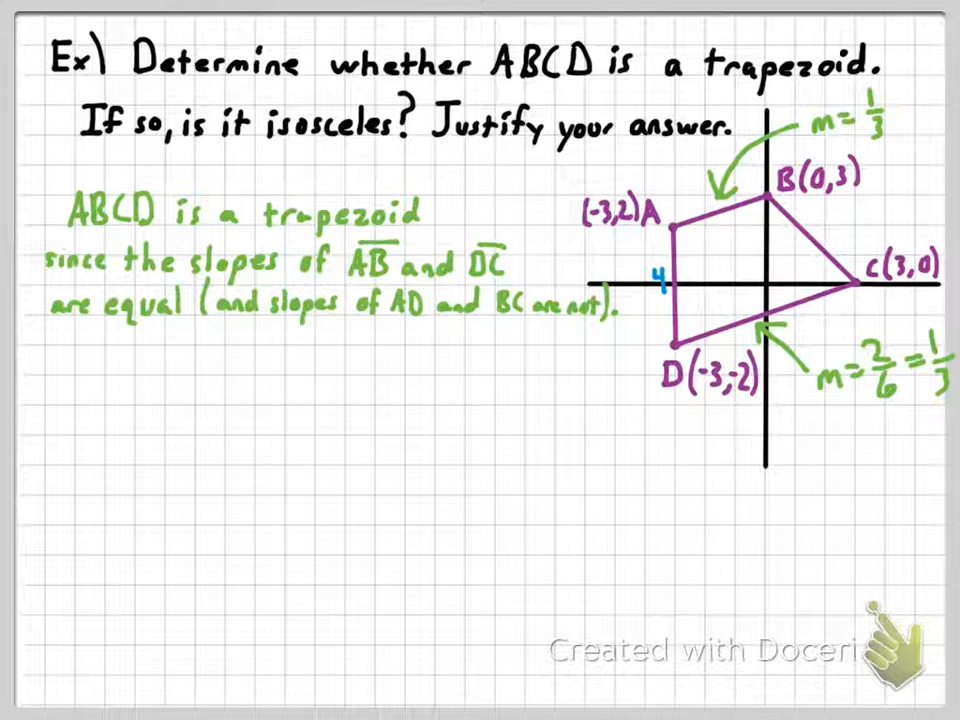 Ex) Determine whether ABCD is a trapezoid.
If so, is it isosceles? Justify your answer.
m = 1/3
B(0,3)
(-3,2)A
C(3,0)
4
D(-3,-2)
m = 2/6 = 1/3
ABCD is a trapezoid
since the slopes of A̅B̅ and D̅C̅
are equal (and slopes of AD and BC are not).
Created with Doceri